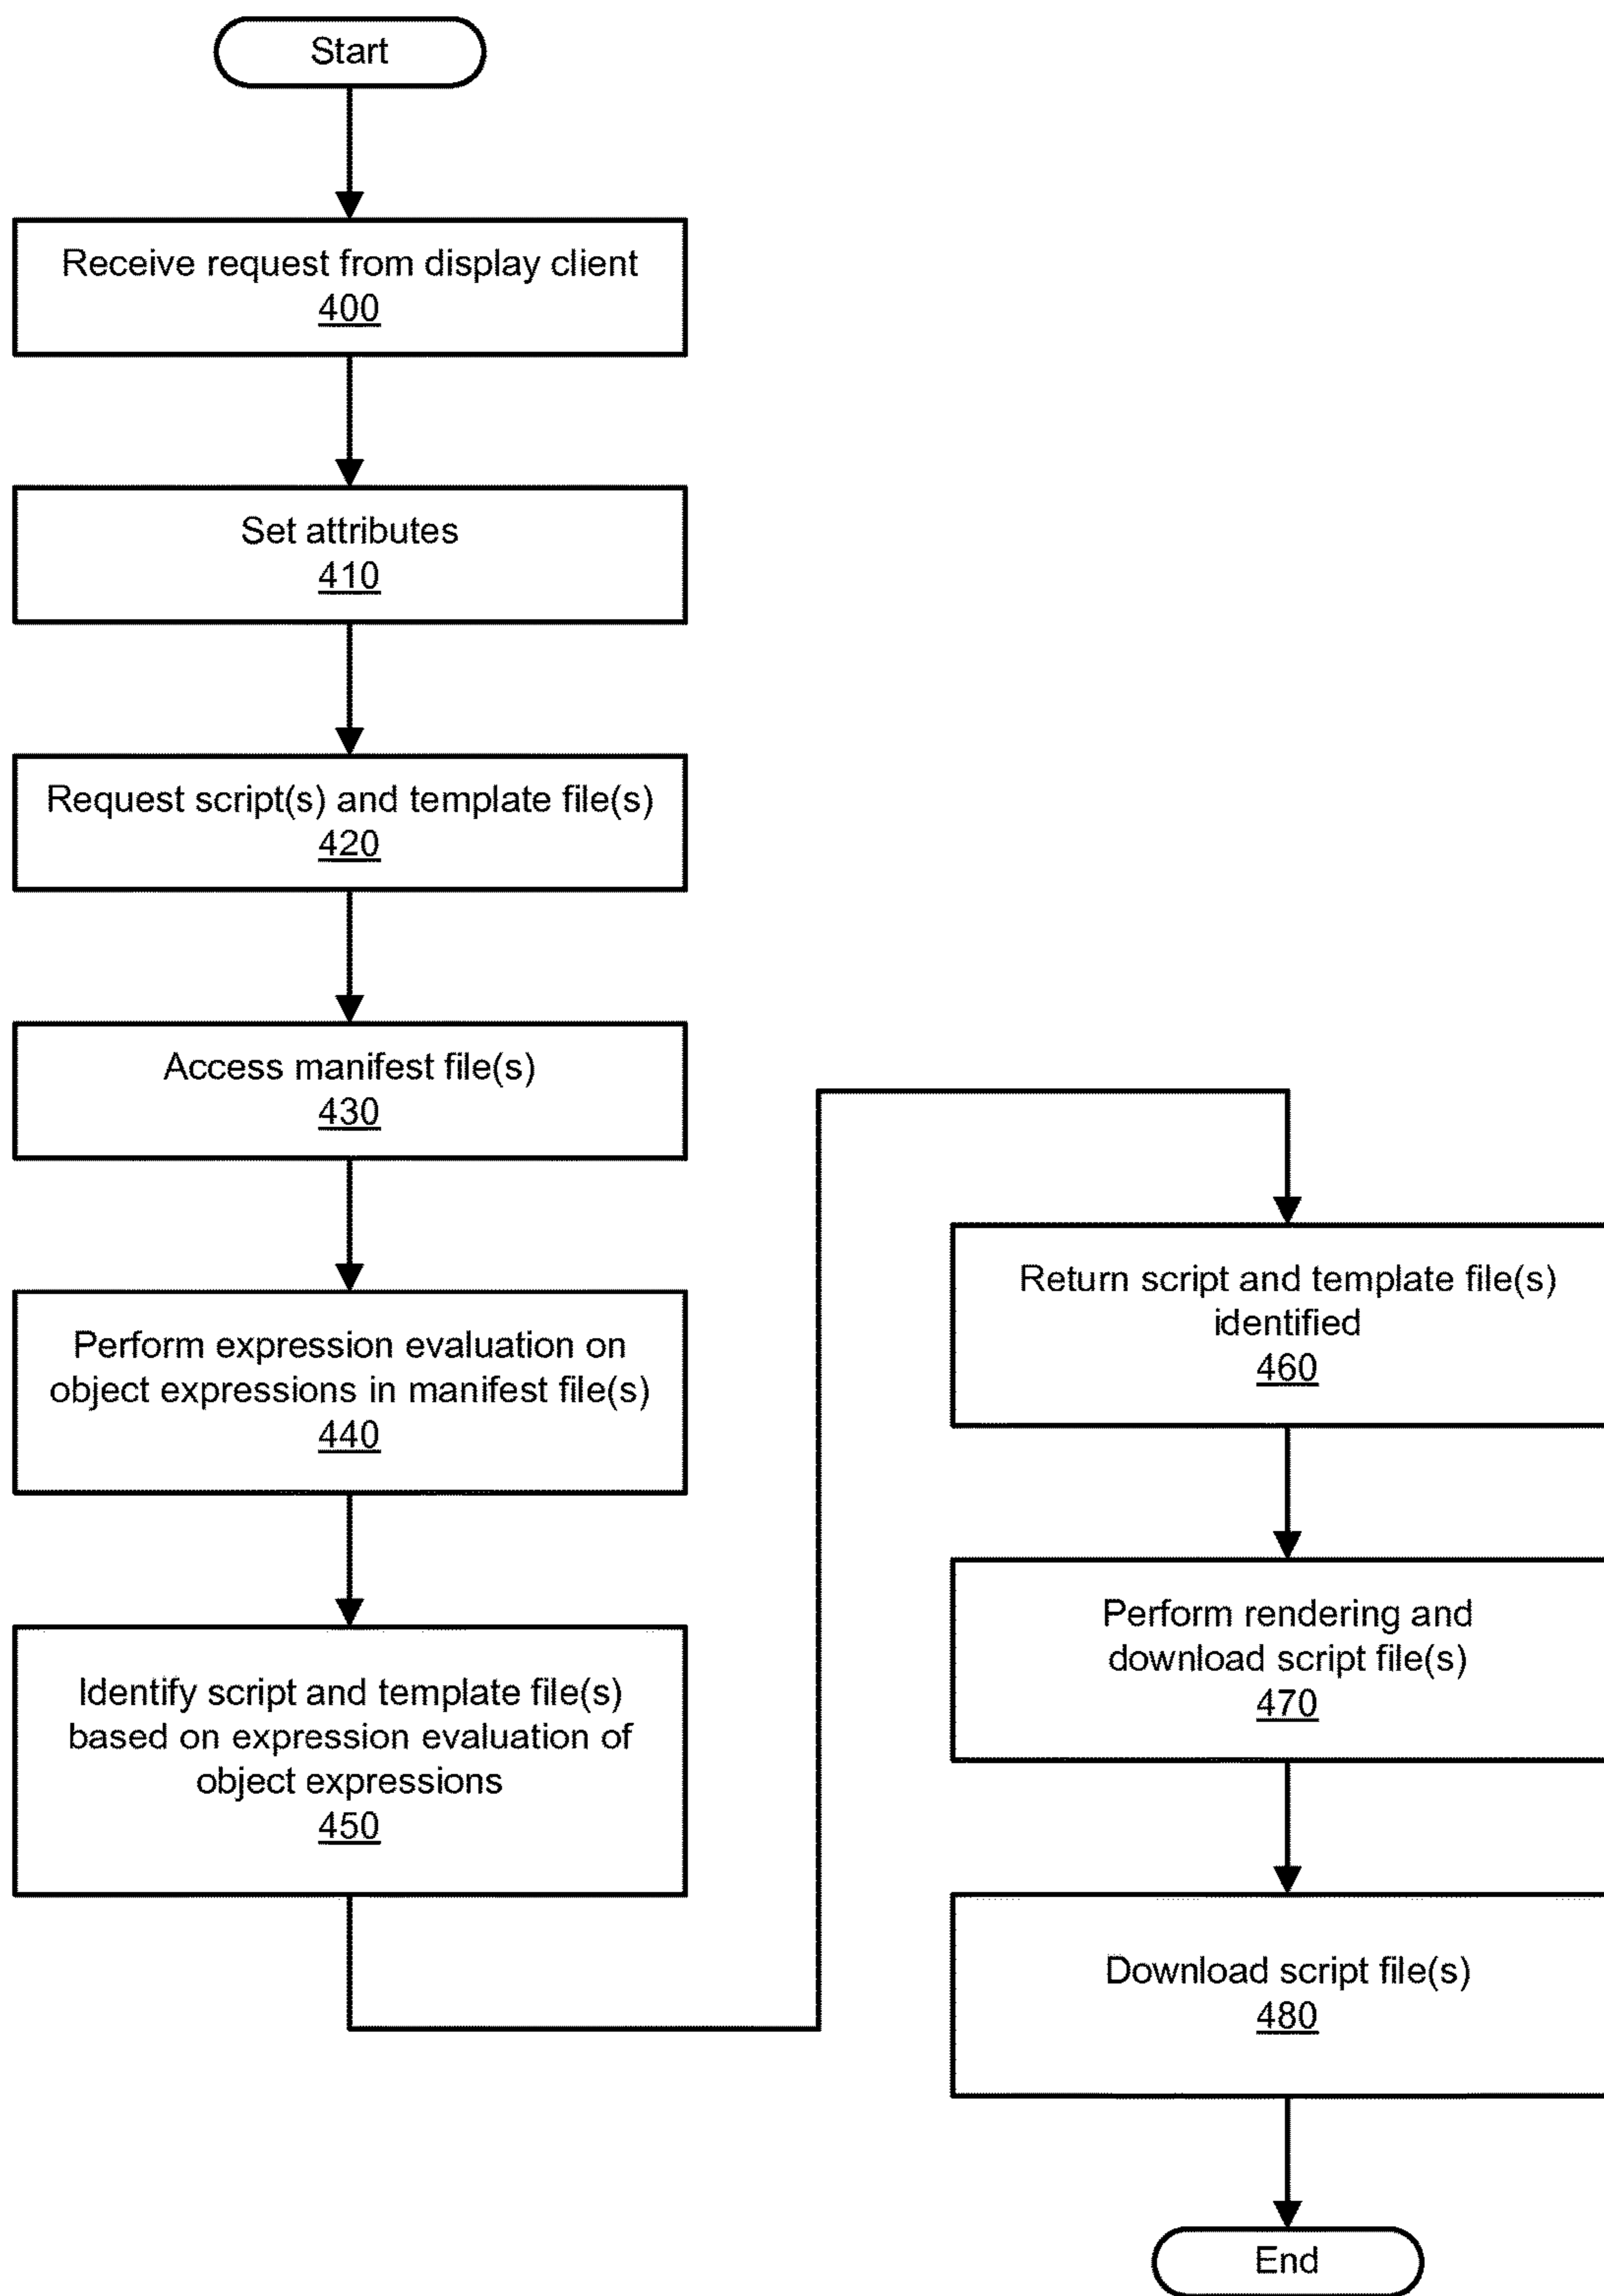 Start
Receive request from display client
400
Set attributes
410
Request script(s) and template file(s)
420
Access manifest file(s)
430
Perform expression evaluation on
object expressions in manifest file(s)
440
Identify script and template file(s)
based on expression evaluation of
object expressions
450
Return script and template file(s)
identified
460
Perform rendering and
download script file(s)
470
Download script file(s)
480
End